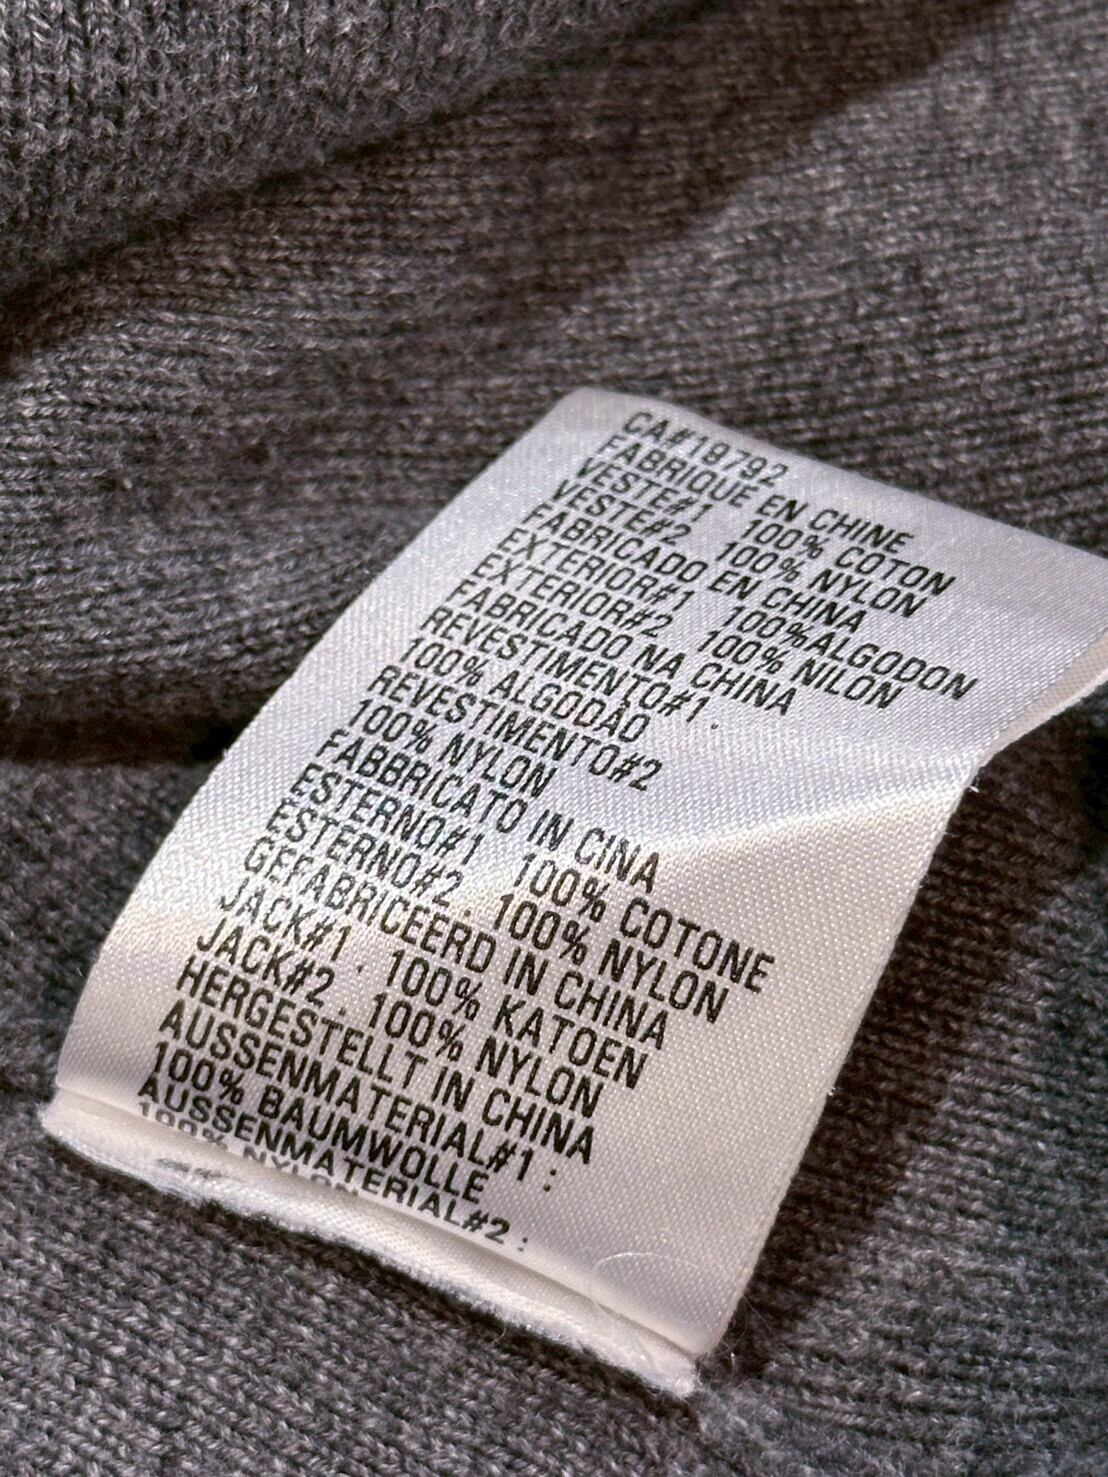 CA#19792
FABRIQUE EN CHINE
VESTE#1 100% COTON
VESTE#2 100% NYLON
FABRICADO EN CHINA
EXTERIOR#1 100%ALGODON
EXTERIOR#2 100% NILON
FABRICADO NA CHINA
REVESTIMENTO#1.
100% ALGODÃO
REVESTIMENTO#2
100% NYLON
FABBRICATO IN CINA
ESTERNO#1 100% COTONE
ESTERNO#2. 100% NYLON
GEFABRICEERD IN CHINA
JACK#1. 100% KATOEN
JACK#2. 100% NYLON
HERGESTELLT IN CHINA
AUSSENMATERIAL#1:
100% BAUMWOLLE
AUSSENMATERIAL#2:
100% NYLON